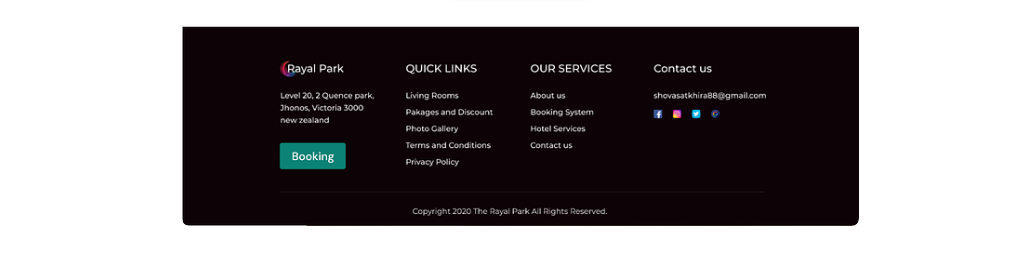 Rayal Park
Level 20, 2 Quence park,
Jhonos, Victoria 3000
new zealand
Booking
QUICK LINKS
Living Rooms
Pakages and Discount
Photo Gallery
Terms and Conditions
Privacy Policy
OUR SERVICES
About us
Booking System
Hotel Services
Contact us
Contact us
shovasatkhira88@gmail.com
Copyright 2020 The Rayal Park All Rights Reserved.